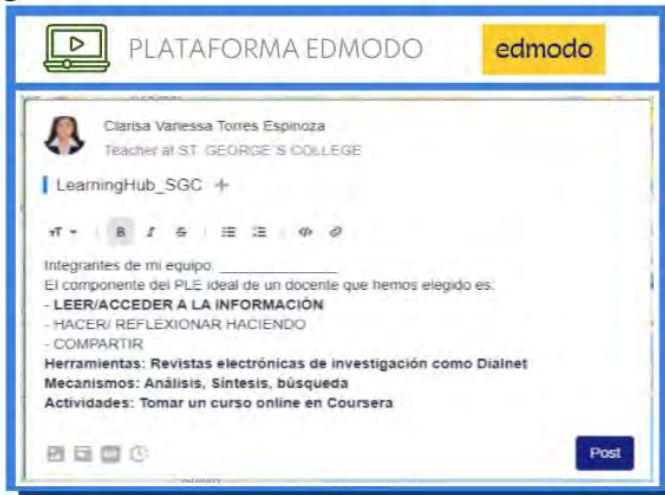 PLATAFORMA EDMODO
edmodo
Clarisa Vanessa Torres Espinoza
Teacher at ST. GEORGE´S COLLEGE
LearningHub_SGC +
TT B I S </>
Integrantes de mi equipo: _______________
El componente del PLE ideal de un docente que hemos elegido es:
- LEER/ACCEDER A LA INFORMACIÓN
- HACER/ REFLEXIONAR HACIENDO
- COMPARTIR
Herramientas: Revistas electrónicas de investigación como Dialnet
Mecanismos: Análisis, Síntesis, búsqueda
Actividades: Tomar un curso online en Coursera
Post